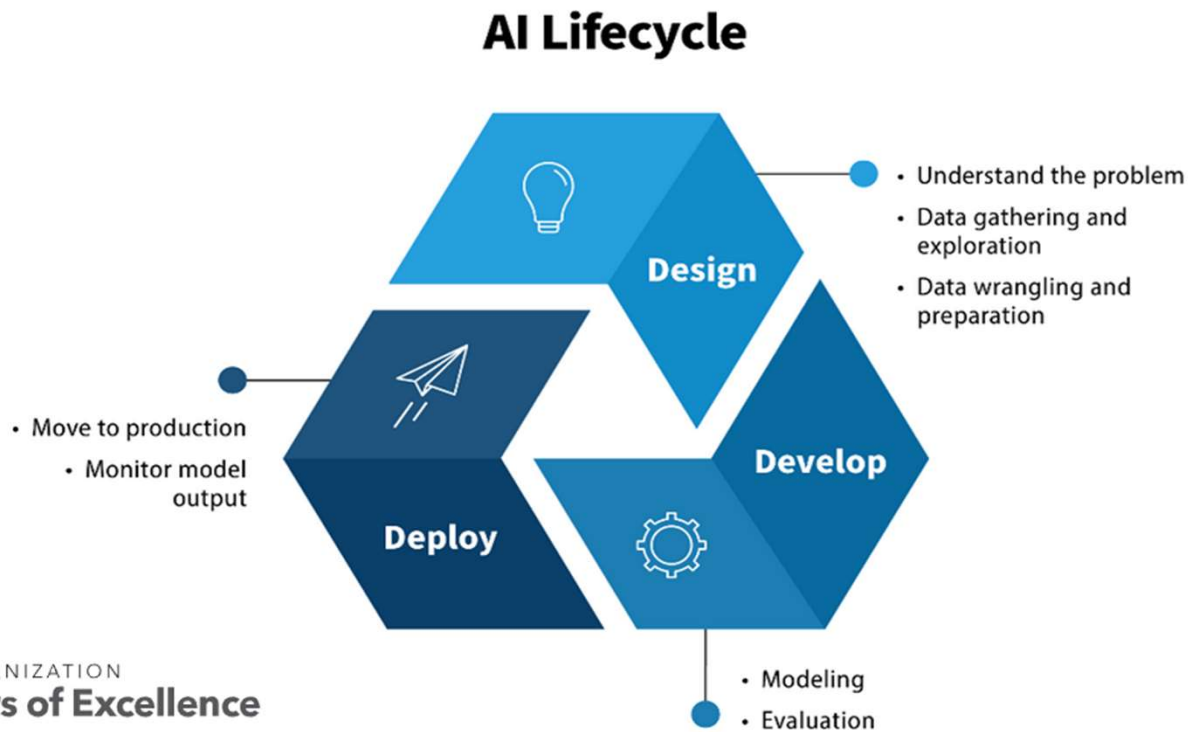 AI Lifecycle
• Understand the problem
• Data gathering and
exploration
• Data wrangling and
preparation
Design
Develop
• Move to production
• Monitor model
output
Deploy
• Modeling
• Evaluation
of Excellence